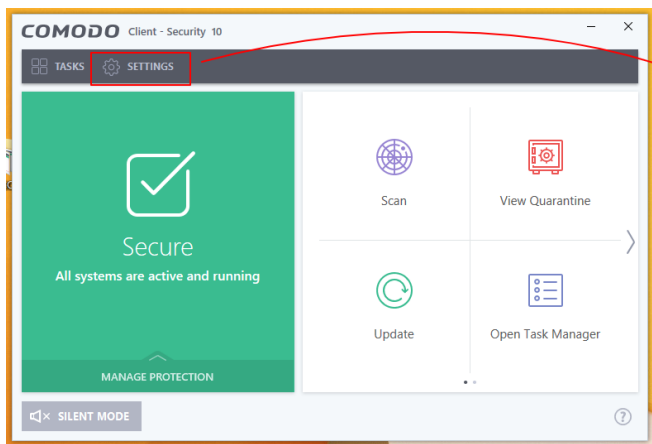 COMODO Client - Security 10
TASKS SETTINGS
Secure
All systems are active and running
MANAGE PROTECTION
Scan
View Quarantine
Update
Open Task Manager
SILENT MODE
?